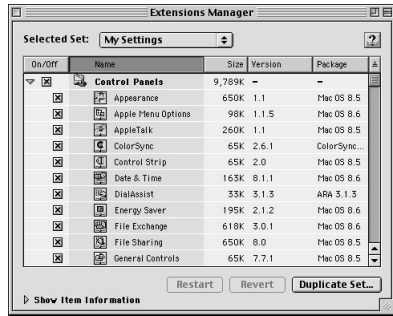 Extensions Manager
Selected Set: My Settings ?
On/Off Name Size Version Package
Control Panels 9,789K – –
Appearance 650K 1.1 Mac OS 8.5
Apple Menu Options 98K 1.1.5 Mac OS 8.6
AppleTalk 260K 1.1 Mac OS 8.5
ColorSync 65K 2.6.1 ColorSync...
Control Strip 65K 2.0 Mac OS 8.5
Date & Time 163K 8.1.1 Mac OS 8.6
DialAssist 33K 3.1.3 ARA 3.1.3
Energy Saver 195K 2.1.2 Mac OS 8.6
File Exchange 618K 3.0.1 Mac OS 8.6
File Sharing 650K 8.0 Mac OS 8.5
General Controls 65K 7.7.1 Mac OS 8.5
Restart Revert Duplicate Set...
Show Item Information